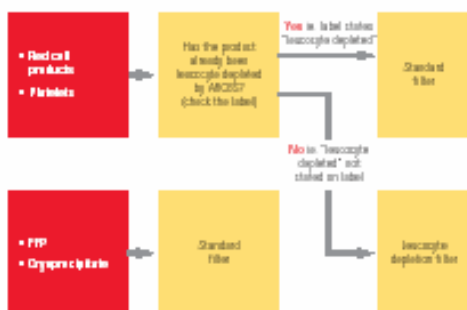 • Red cell
products
• Platelets
Has the product
already been
leucocyte depleted
by ARCBS?
(check the label)
Yes ie. label states
"leucocyte depleted"
Standard
filter
No ie. "leucocyte
depleted" not
stated on label
• FFP
• Cryoprecipitate
Standard
filter
Leucocyte
depletion filter